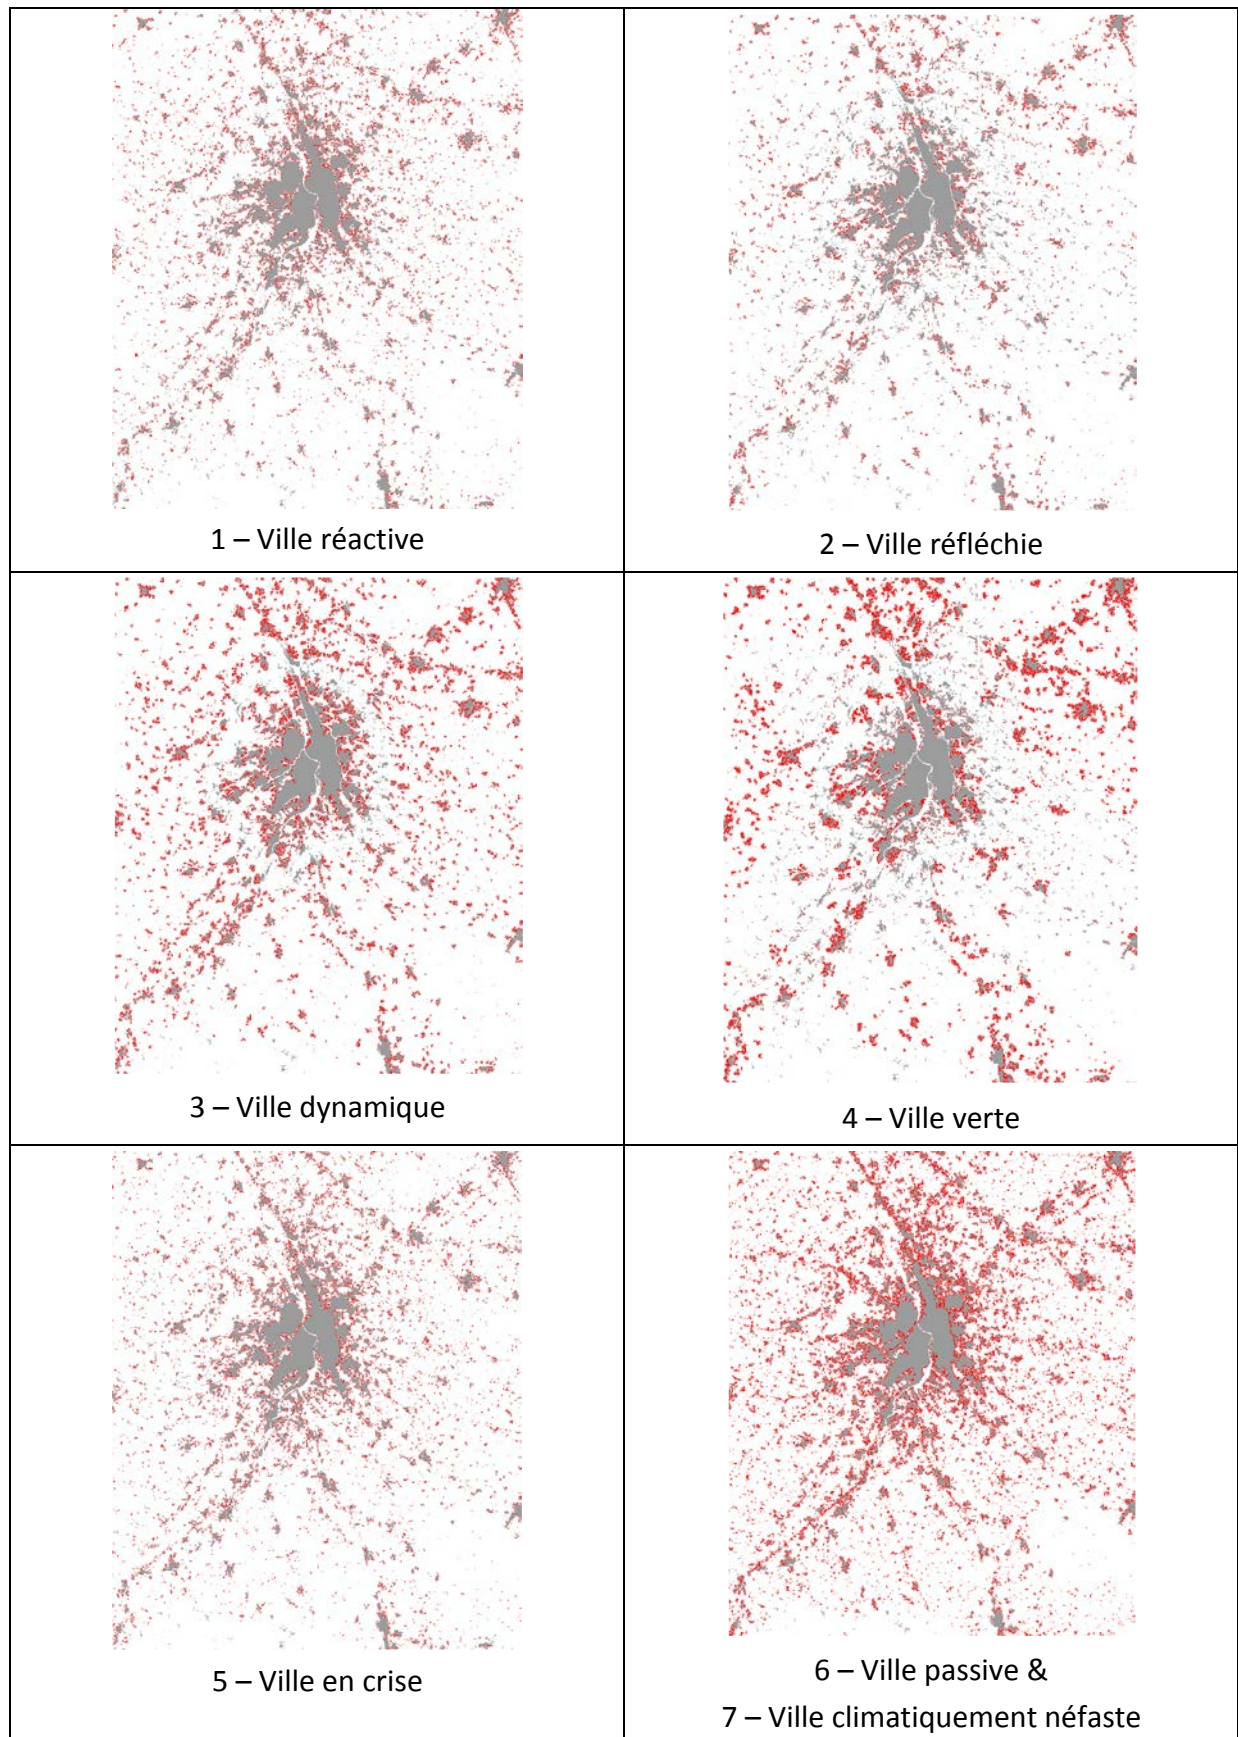 1 – Ville réactive
2 – Ville réfléchie
3 – Ville dynamique
4 – Ville verte
5 – Ville en crise
6 – Ville passive &
7 – Ville climatiquement néfaste